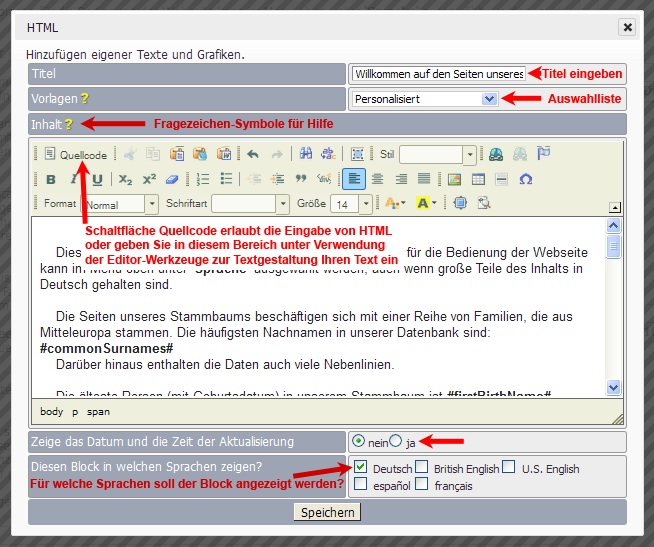 HTML
Hinzufügen eigener Texte und Grafiken.
Titel
Willkommen auf den Seiten unseres
Titel eingeben
Vorlagen ?
Personalisiert
Auswahlliste
Inhalt ?
Fragezeichen-Symbole für Hilfe
Quellcode
Stil
B I U X₂ X²
Format Normal Schriftart Größe 14 A A
Schaltfläche Quellcode erlaubt die Eingabe von HTML
oder geben Sie in diesem Bereich unter Verwendung
der Editor-Werkzeuge zur Textgestaltung Ihren Text ein
Dies
für die Bedienung der Webseite
kann im Menü oben unter "Sprache" ausgewählt werden, auch wenn große Teile des Inhalts in
Deutsch gehalten sind.
Die Seiten unseres Stammbaums beschäftigen sich mit einer Reihe von Familien, die aus
Mitteleuropa stammen. Die häufigsten Nachnamen in unserer Datenbank sind:
#commonSurnames#
Darüber hinaus enthalten die Daten auch viele Nebenlinien.
Die älteste Person (mit Geburtsdatum) in unserem Stammbaum ist #firstBirthName#
body p span
Zeige das Datum und die Zeit der Aktualisierung
nein ja
Diesen Block in welchen Sprachen zeigen?
Für welche Sprachen soll der Block angezeigt werden?
Deutsch British English U.S. English
español français
Speichern